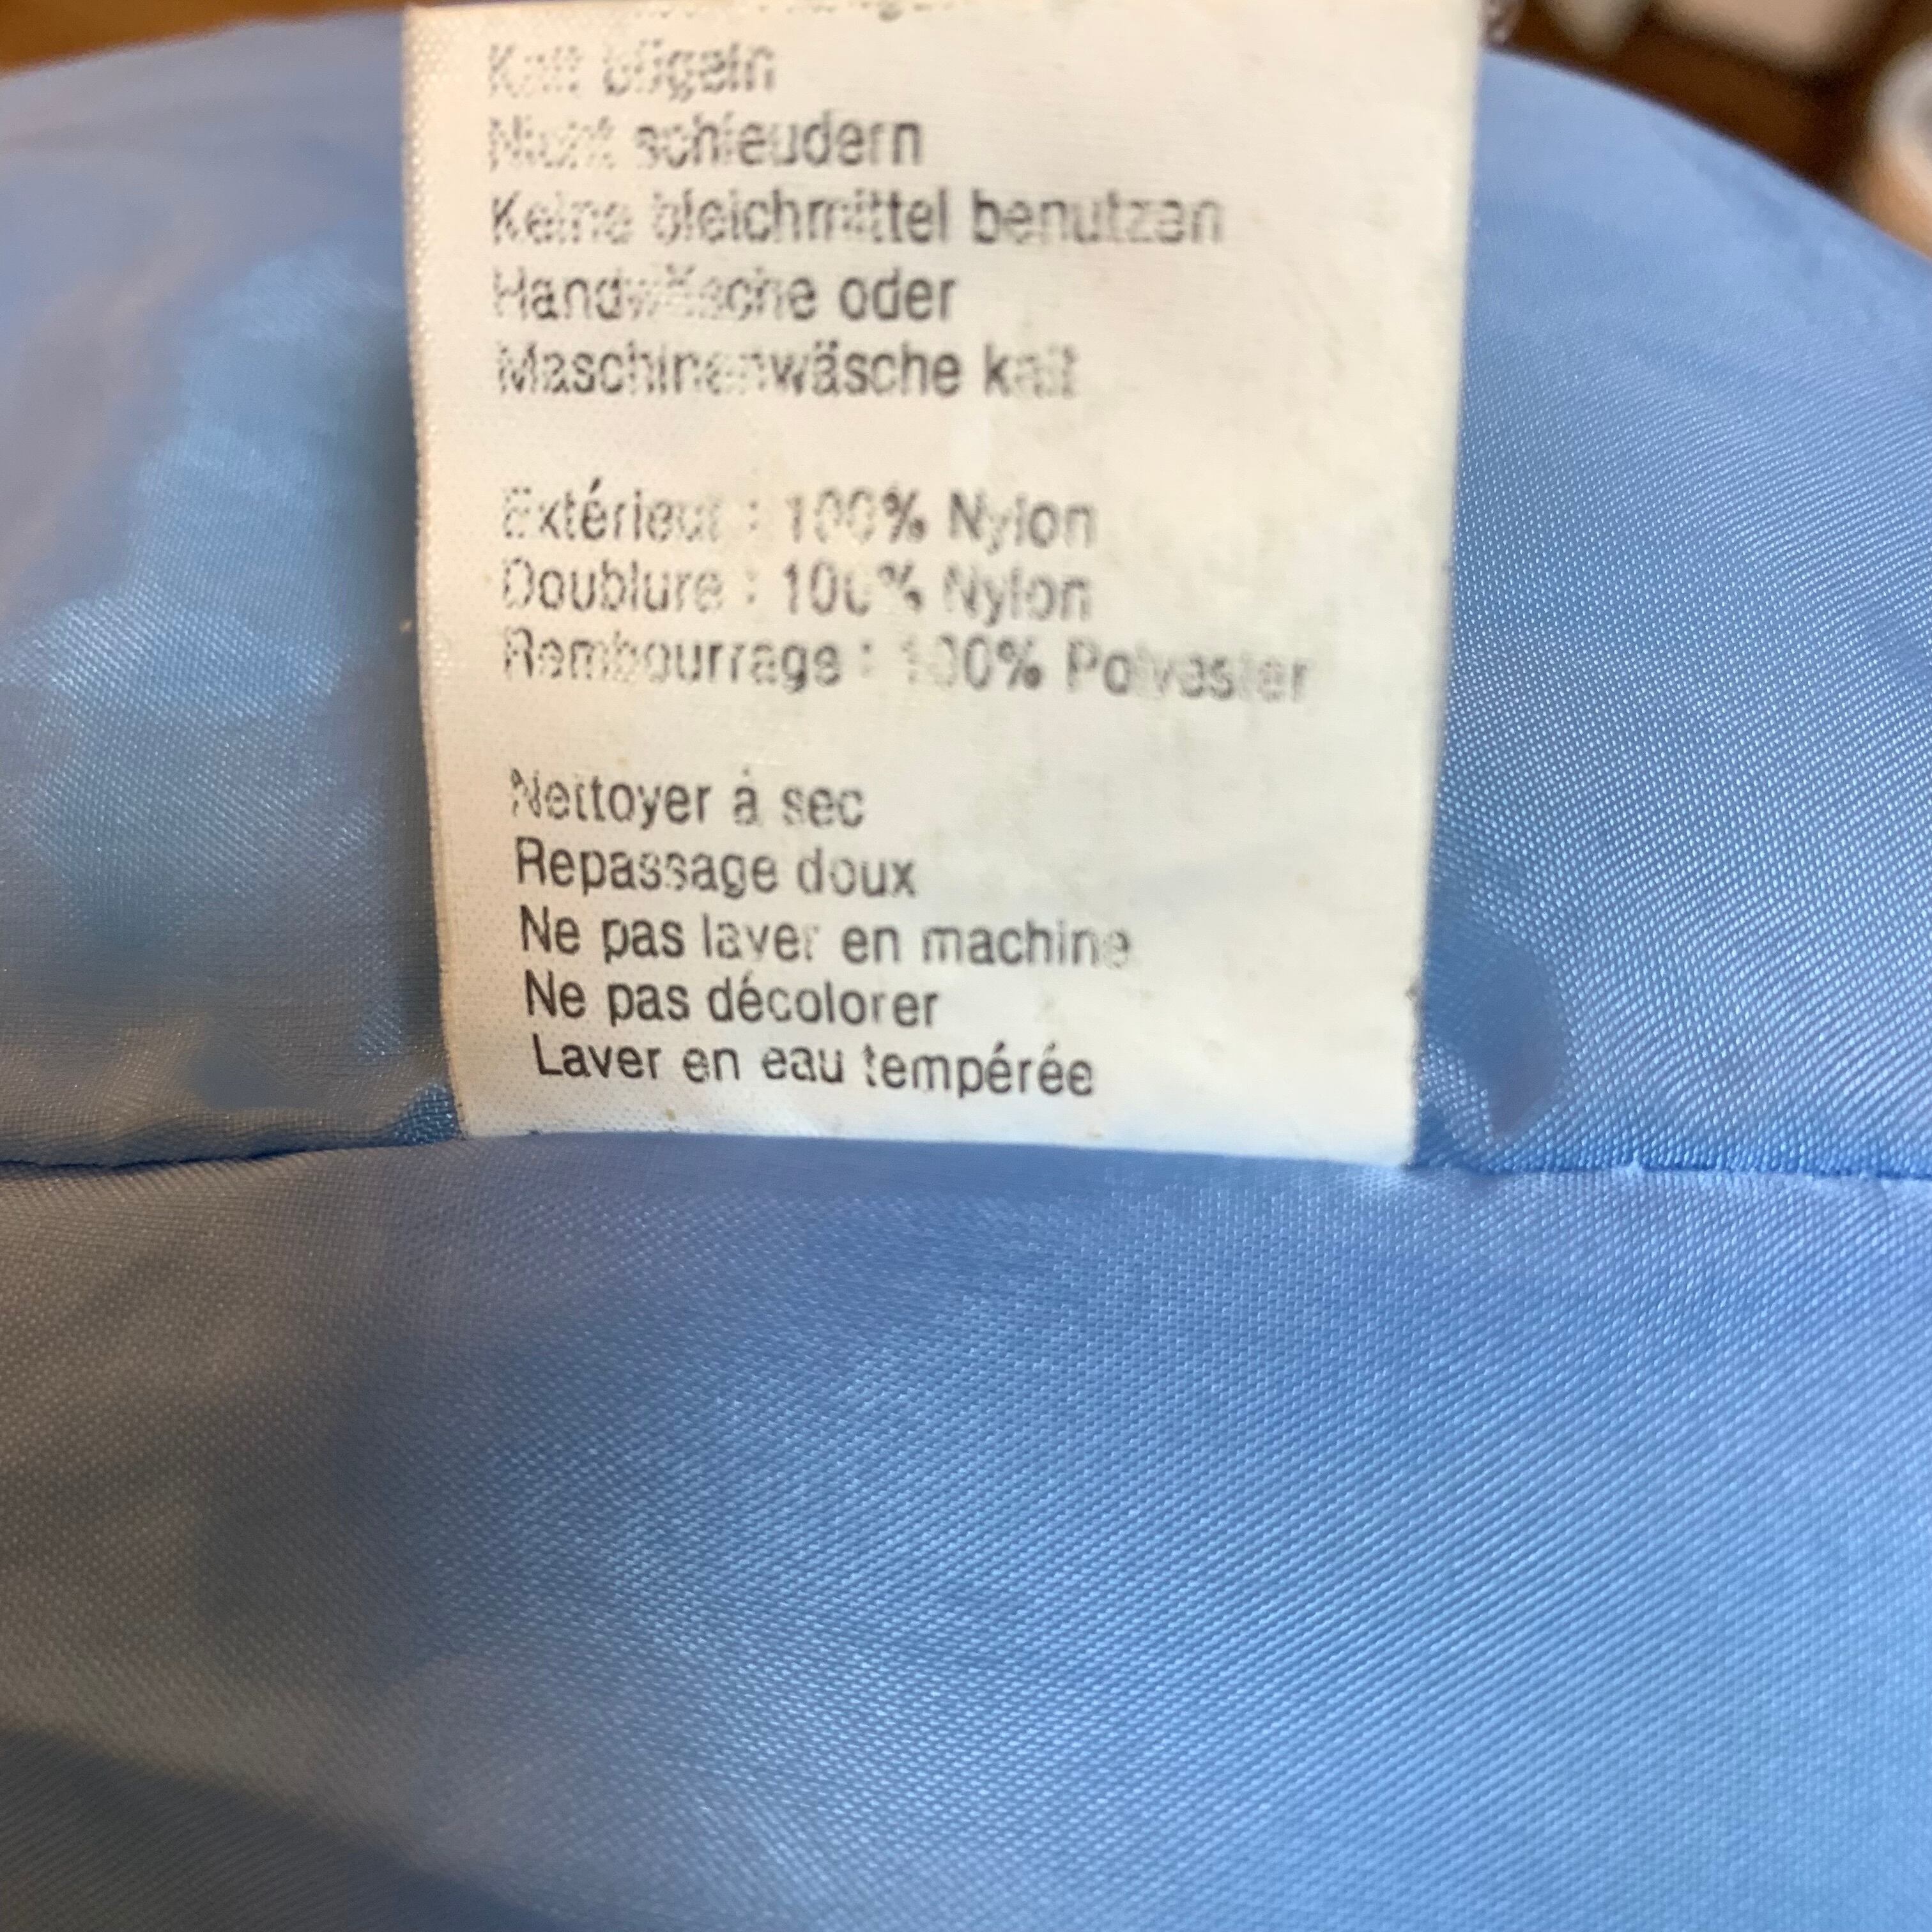 Kalt bügeln
Nicht schleudern
Keine bleichmittel benutzen
Handwäsche oder
Maschinenwäsche kalt
Extérieur : 100% Nylon
Doublure : 100% Nylon
Rembourrage : 100% Polyester
Nettoyer à sec
Repassage doux
Ne pas laver en machine
Ne pas décolorer
Laver en eau tempérée